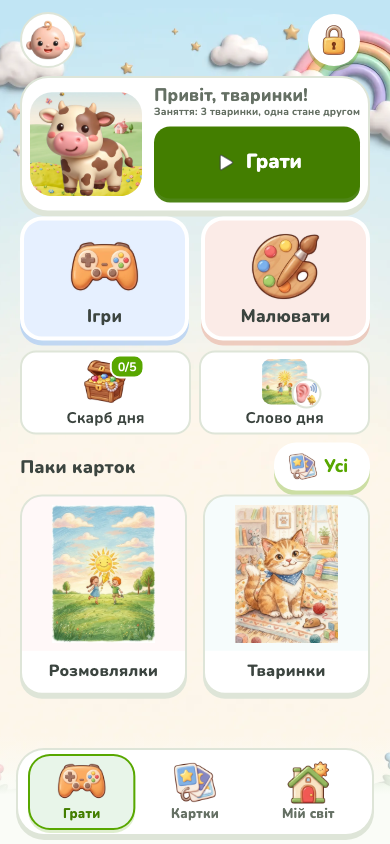 Привіт, тваринки!
Заняття: 3 тваринки, одна стане другом
Грати
Ігри
Малювати
0/5
Скарб дня
Слово дня
Паки карток
Усі
Розмовлялки
Тваринки
Грати
Картки
Мій світ